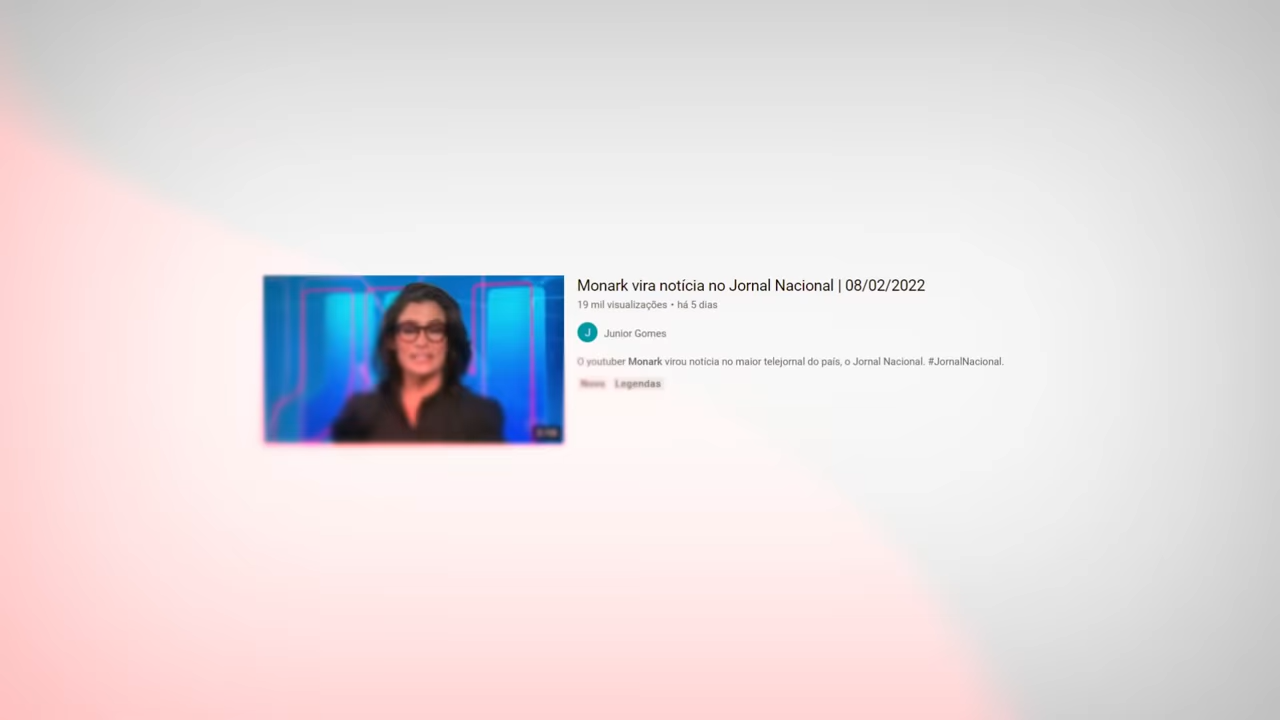 Monark vira notícia no Jornal Nacional | 08/02/2022
19 mil visualizações • há 5 dias
J Junior Gomes
O youtuber Monark virou notícia no maior telejornal do país, o Jornal Nacional. #JornalNacional.
Novo Legendas